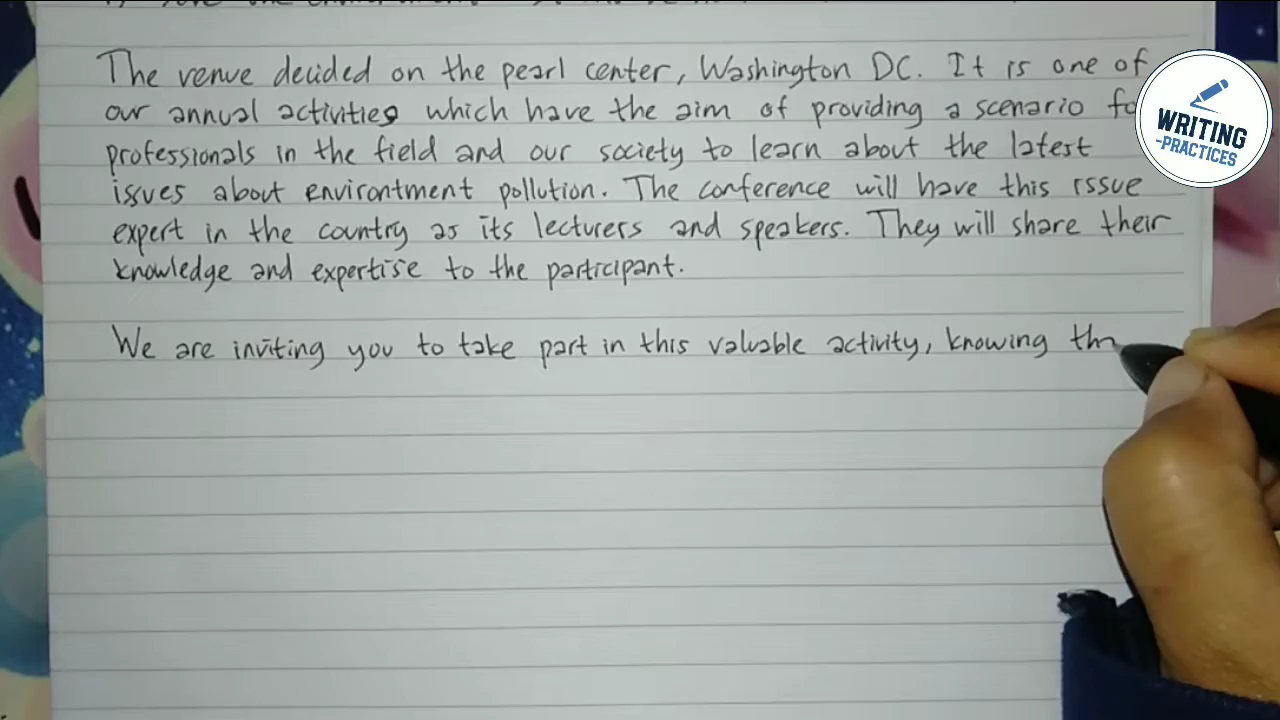 The venue decided on the pearl center, Washington DC. It is one of
our annual activities which have the aim of providing a scenario
professionals in the field and our society to learn about the latest
issues about environtment pollution. The conference will have this issue
expert in the country as its lecturers and speakers. They will share their
knowledge and expertise to the participant.
We are inviting you to take part in this valuable activity, knowing
WRITING
-PRACTICES